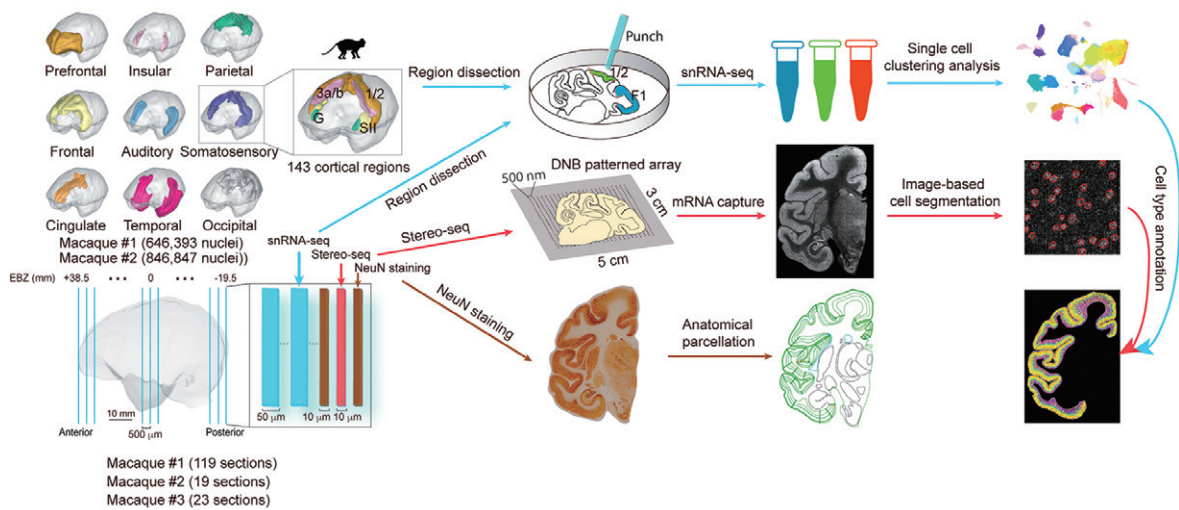 Prefrontal
Insular
Parietal
Frontal
Auditory
Somatosensory
Cingulate
Temporal
Occipital
3a/b
1/2
G
SII
143 cortical regions
Macaque #1 (646,393 nuclei)
Macaque #2 (846,847 nuclei))
Region dissection
Punch
1/2
F1
snRNA-seq
Single cell
clustering analysis
Region dissection
snRNA-seq
Stereo-seq
NeuN staining
Stereo-seq
DNB patterned array
500 nm
3 cm
5 cm
mRNA capture
Image-based
cell segmentation
Cell type annotation
NeuN staining
Anatomical
parcellation
EBZ (mm)
+38.5
0
-19.5
10 mm
Anterior
500 μm
Posterior
50 μm
10 μm
10 μm
Macaque #1 (119 sections)
Macaque #2 (19 sections)
Macaque #3 (23 sections)